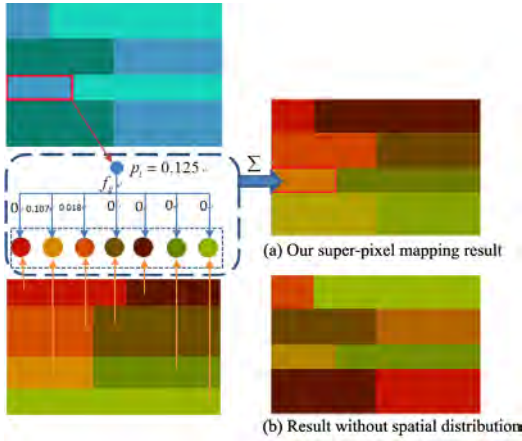 p_i = 0.125
f_ij
Σ
0 0.107 0.018 0 0 0 0
(a) Our super-pixel mapping result
(b) Result without spatial distribution